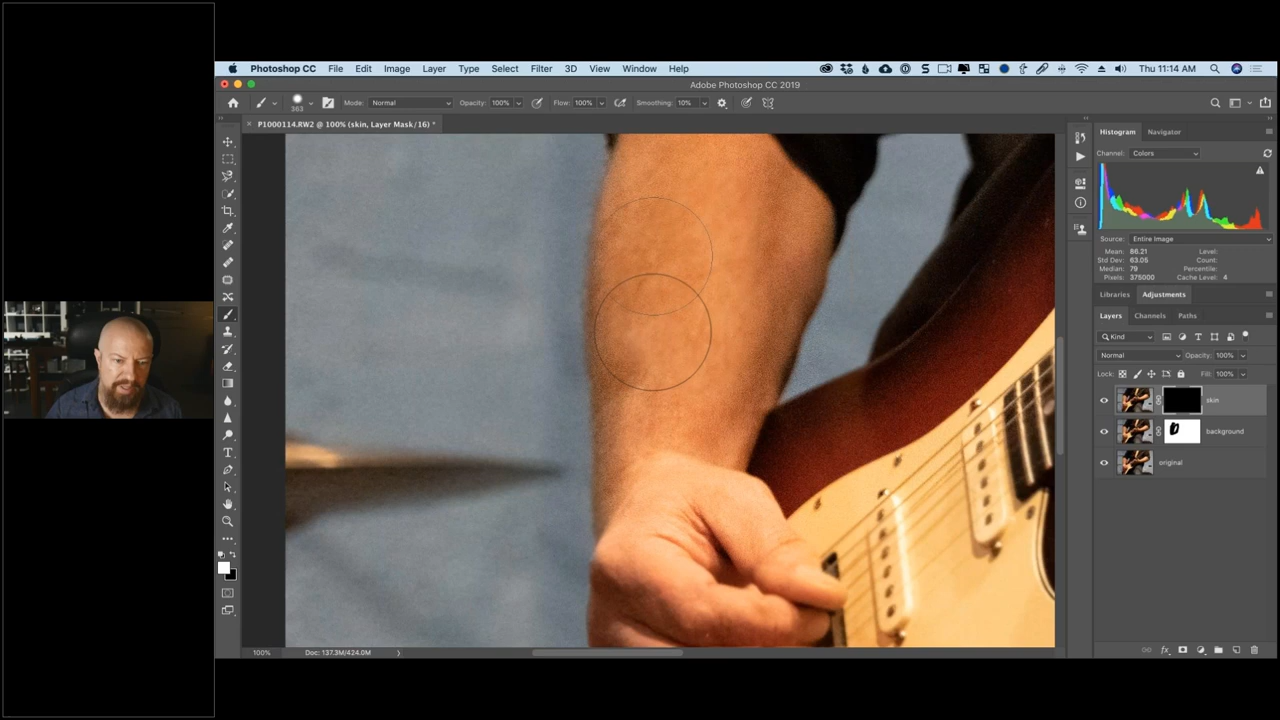 Photoshop CC File Edit Image Layer Type Select Filter 3D View Window Help Thu 11:14 AM
Adobe Photoshop CC 2019
363 Mode: Normal Opacity: 100% Flow: 100% Smoothing: 10%
× P1000114.RW2 @ 100% (skin, Layer Mask/16) *
Histogram Navigator
Channel: Colors
Source: Entire Image
Mean: 86.21 Level:
Std Dev: 63.05 Count:
Median: 79 Percentile:
Pixels: 375000 Cache Level: 4
Libraries Adjustments
Layers Channels Paths
Kind
Normal Opacity: 100%
Lock: Fill: 100%
skin
background
original
100% Doc: 137.3M/424.0M